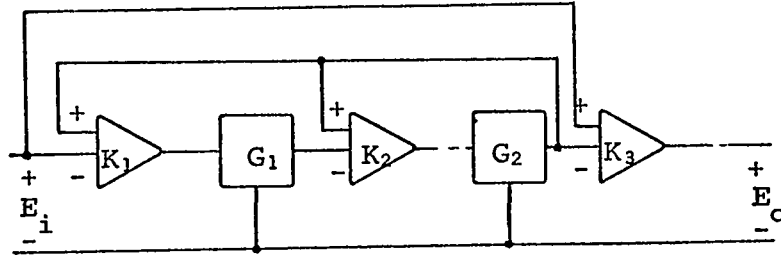 + + +
K1 G1 K2 G2 K3
- - -
+ +
Ei Eo
- -